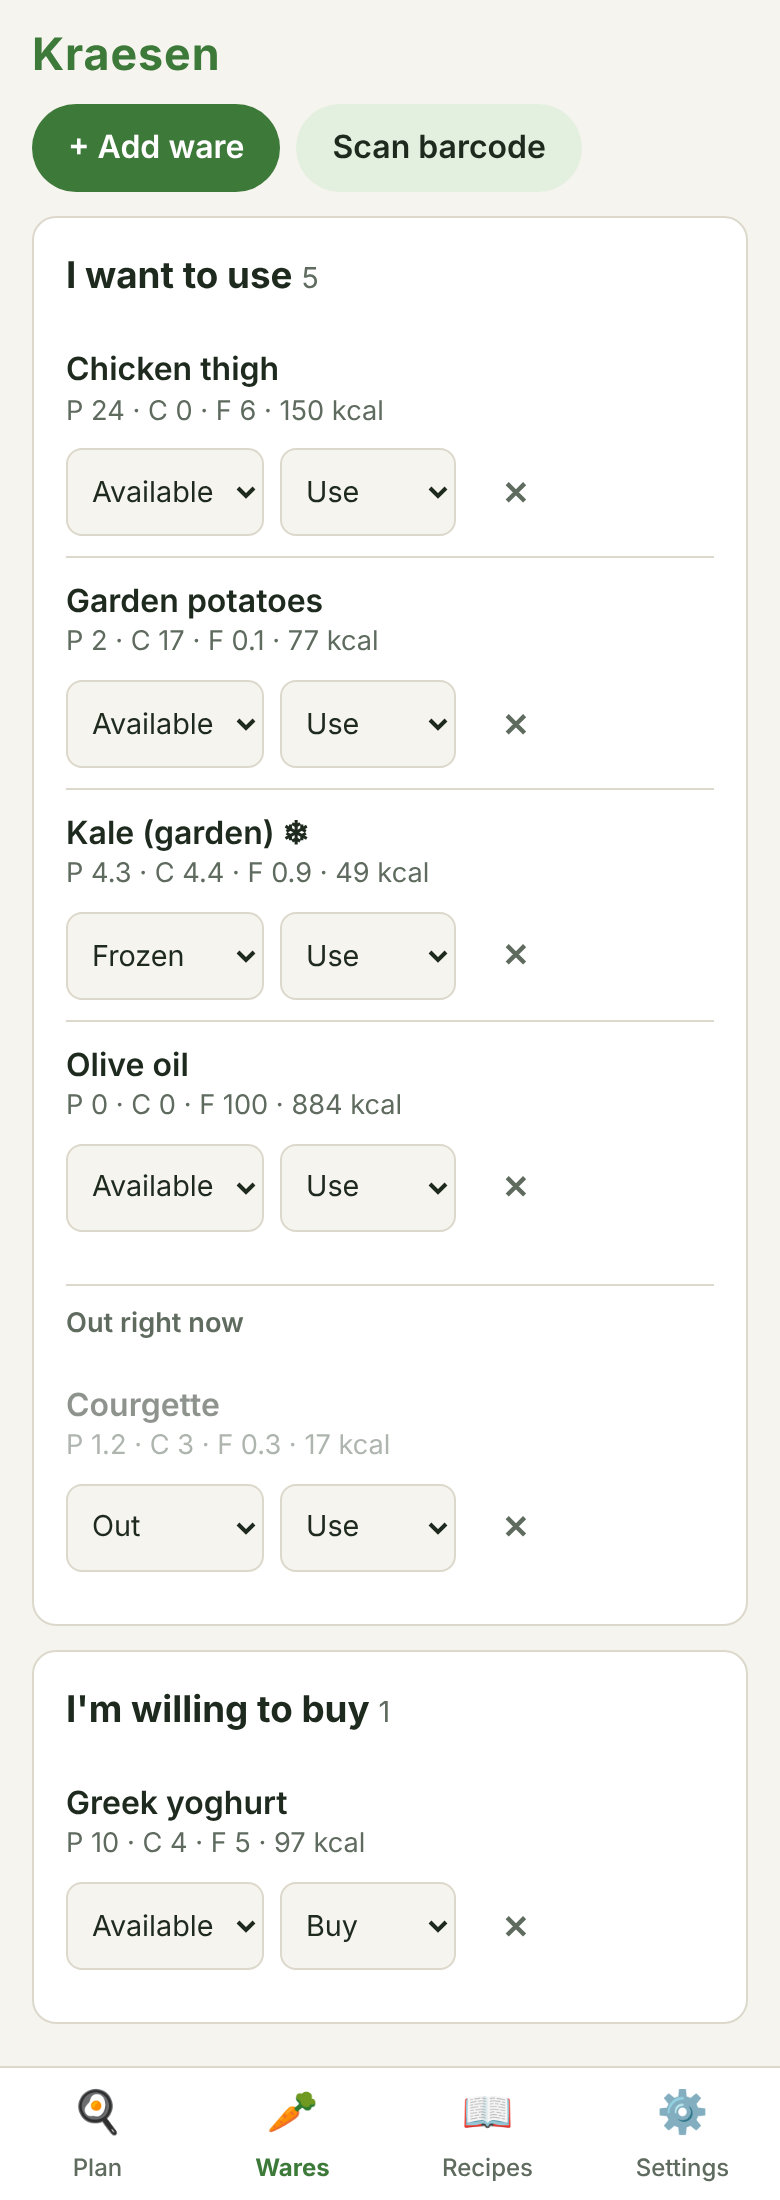 Kraesen
+ Add ware
Scan barcode
I want to use 5
Chicken thigh
P 24 · C 0 · F 6 · 150 kcal
Available
Use
✕
Garden potatoes
P 2 · C 17 · F 0.1 · 77 kcal
Available
Use
✕
Kale (garden) ❄
P 4.3 · C 4.4 · F 0.9 · 49 kcal
Frozen
Use
✕
Olive oil
P 0 · C 0 · F 100 · 884 kcal
Available
Use
✕
Out right now
Courgette
P 1.2 · C 3 · F 0.3 · 17 kcal
Out
Use
✕
I'm willing to buy 1
Greek yoghurt
P 10 · C 4 · F 5 · 97 kcal
Available
Buy
✕
Plan
Wares
Recipes
Settings